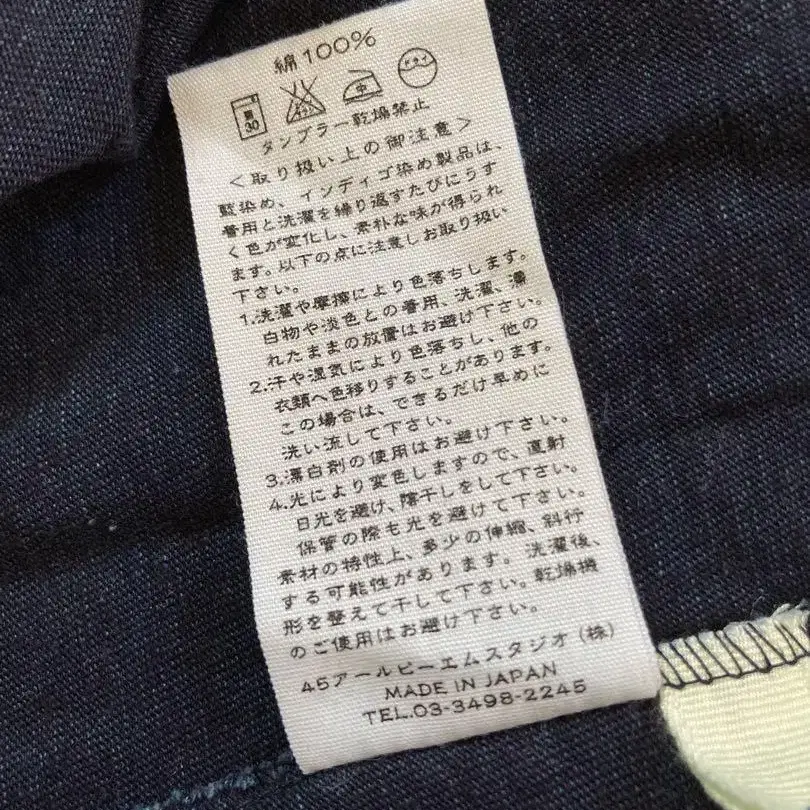 綿100%
弱
30
エンソサラシ
中
タンブラー乾燥禁止
＜取り扱い上の御注意＞
藍染め、インディゴ染め製品は、
着用と洗濯を繰り返すたびにうす
く色が変化し、素朴な味が得られ
ます。以下の点に注意しお取り扱い
下さい。
1.洗濯や摩擦により色落ちします。
白物や淡色との着用、洗濯、濡
れたままの放置はお避け下さい。
2.汗や湿気により色落ちし、他の
衣類へ色移りすることがあります。
この場合は、できるだけ早めに
洗い流して下さい。
3.漂白剤の使用はお避け下さい。
4.光により変色しますので、直射
日光を避け、陰干しをして下さい。
保管の際も光を避けて下さい。
素材の特性上、多少の伸縮、斜行
する可能性があります。洗濯後、
形を整えて干して下さい。乾燥機
のご使用はお避け下さい。
45アールピーエムスタジオ(株)
MADE IN JAPAN
TEL.03-3498-2245